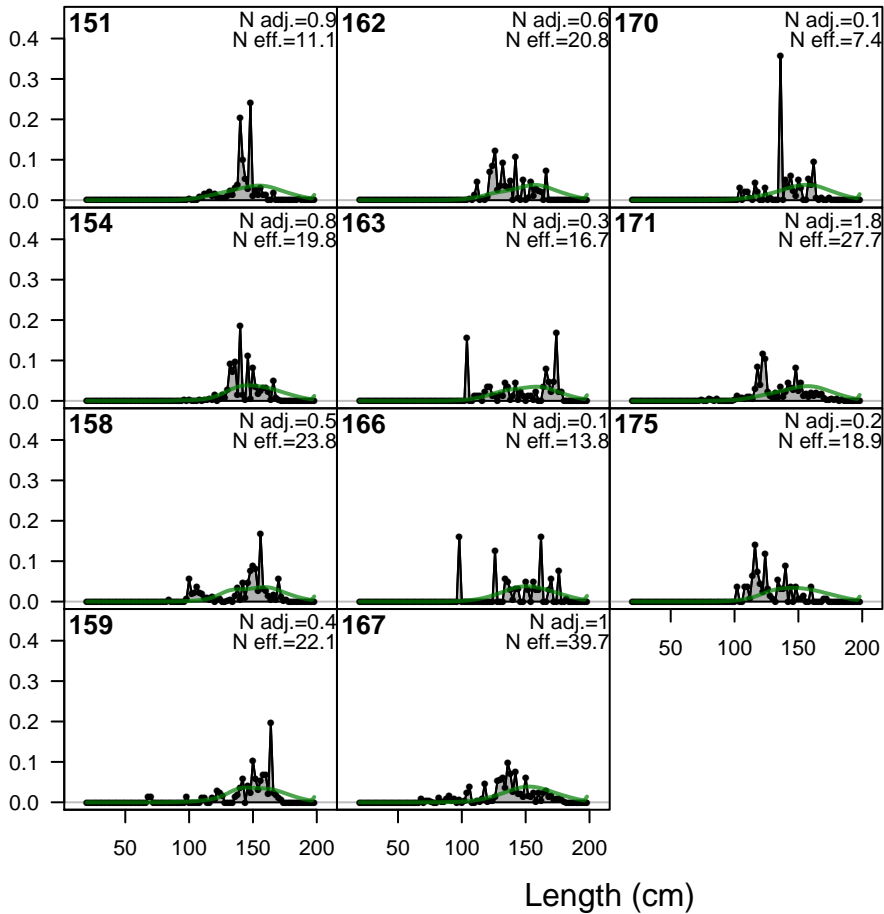 151
N adj.=0.9
N eff.=11.1
162
N adj.=0.6
N eff.=20.8
170
N adj.=0.1
N eff.=7.4
0.4
0.3
0.2
0.1
0.0
154
N adj.=0.8
N eff.=19.8
163
N adj.=0.3
N eff.=16.7
171
N adj.=1.8
N eff.=27.7
0.4
0.3
0.2
0.1
0.0
158
N adj.=0.5
N eff.=23.8
166
N adj.=0.1
N eff.=13.8
175
N adj.=0.2
N eff.=18.9
0.4
0.3
0.2
0.1
0.0
159
N adj.=0.4
N eff.=22.1
167
N adj.=1
N eff.=39.7
50 100 150 200
0.4
0.3
0.2
0.1
0.0
50 100 150 200 50 100 150 200
Length (cm)